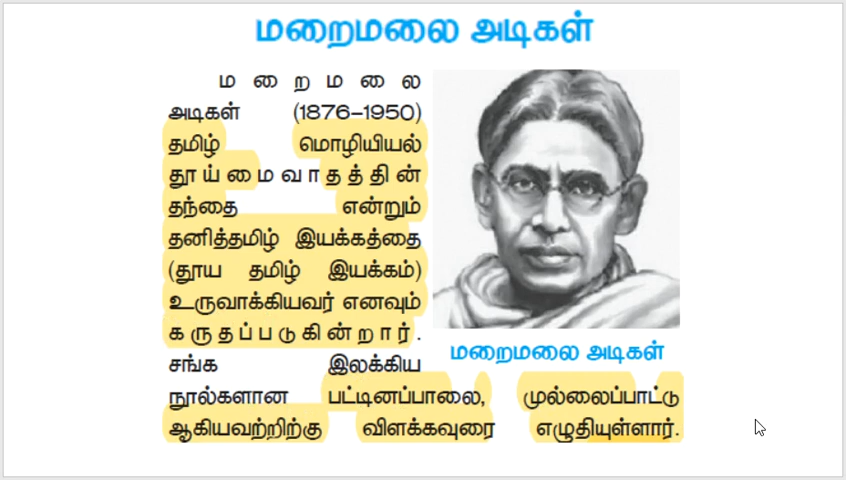 மறைமலை அடிகள்
மறைமலை
அடிகள் (1876–1950)
தமிழ் மொழியியல்
தூய்மைவாதத்தின்
தந்தை என்றும்
தனித்தமிழ் இயக்கத்தை
(தூய தமிழ் இயக்கம்)
உருவாக்கியவர் எனவும்
கருதப்படுகின்றார்.
சங்க இலக்கிய
நூல்களான பட்டினப்பாலை, முல்லைப்பாட்டு
ஆகியவற்றிற்கு விளக்கவுரை எழுதியுள்ளார்.
மறைமலை அடிகள்